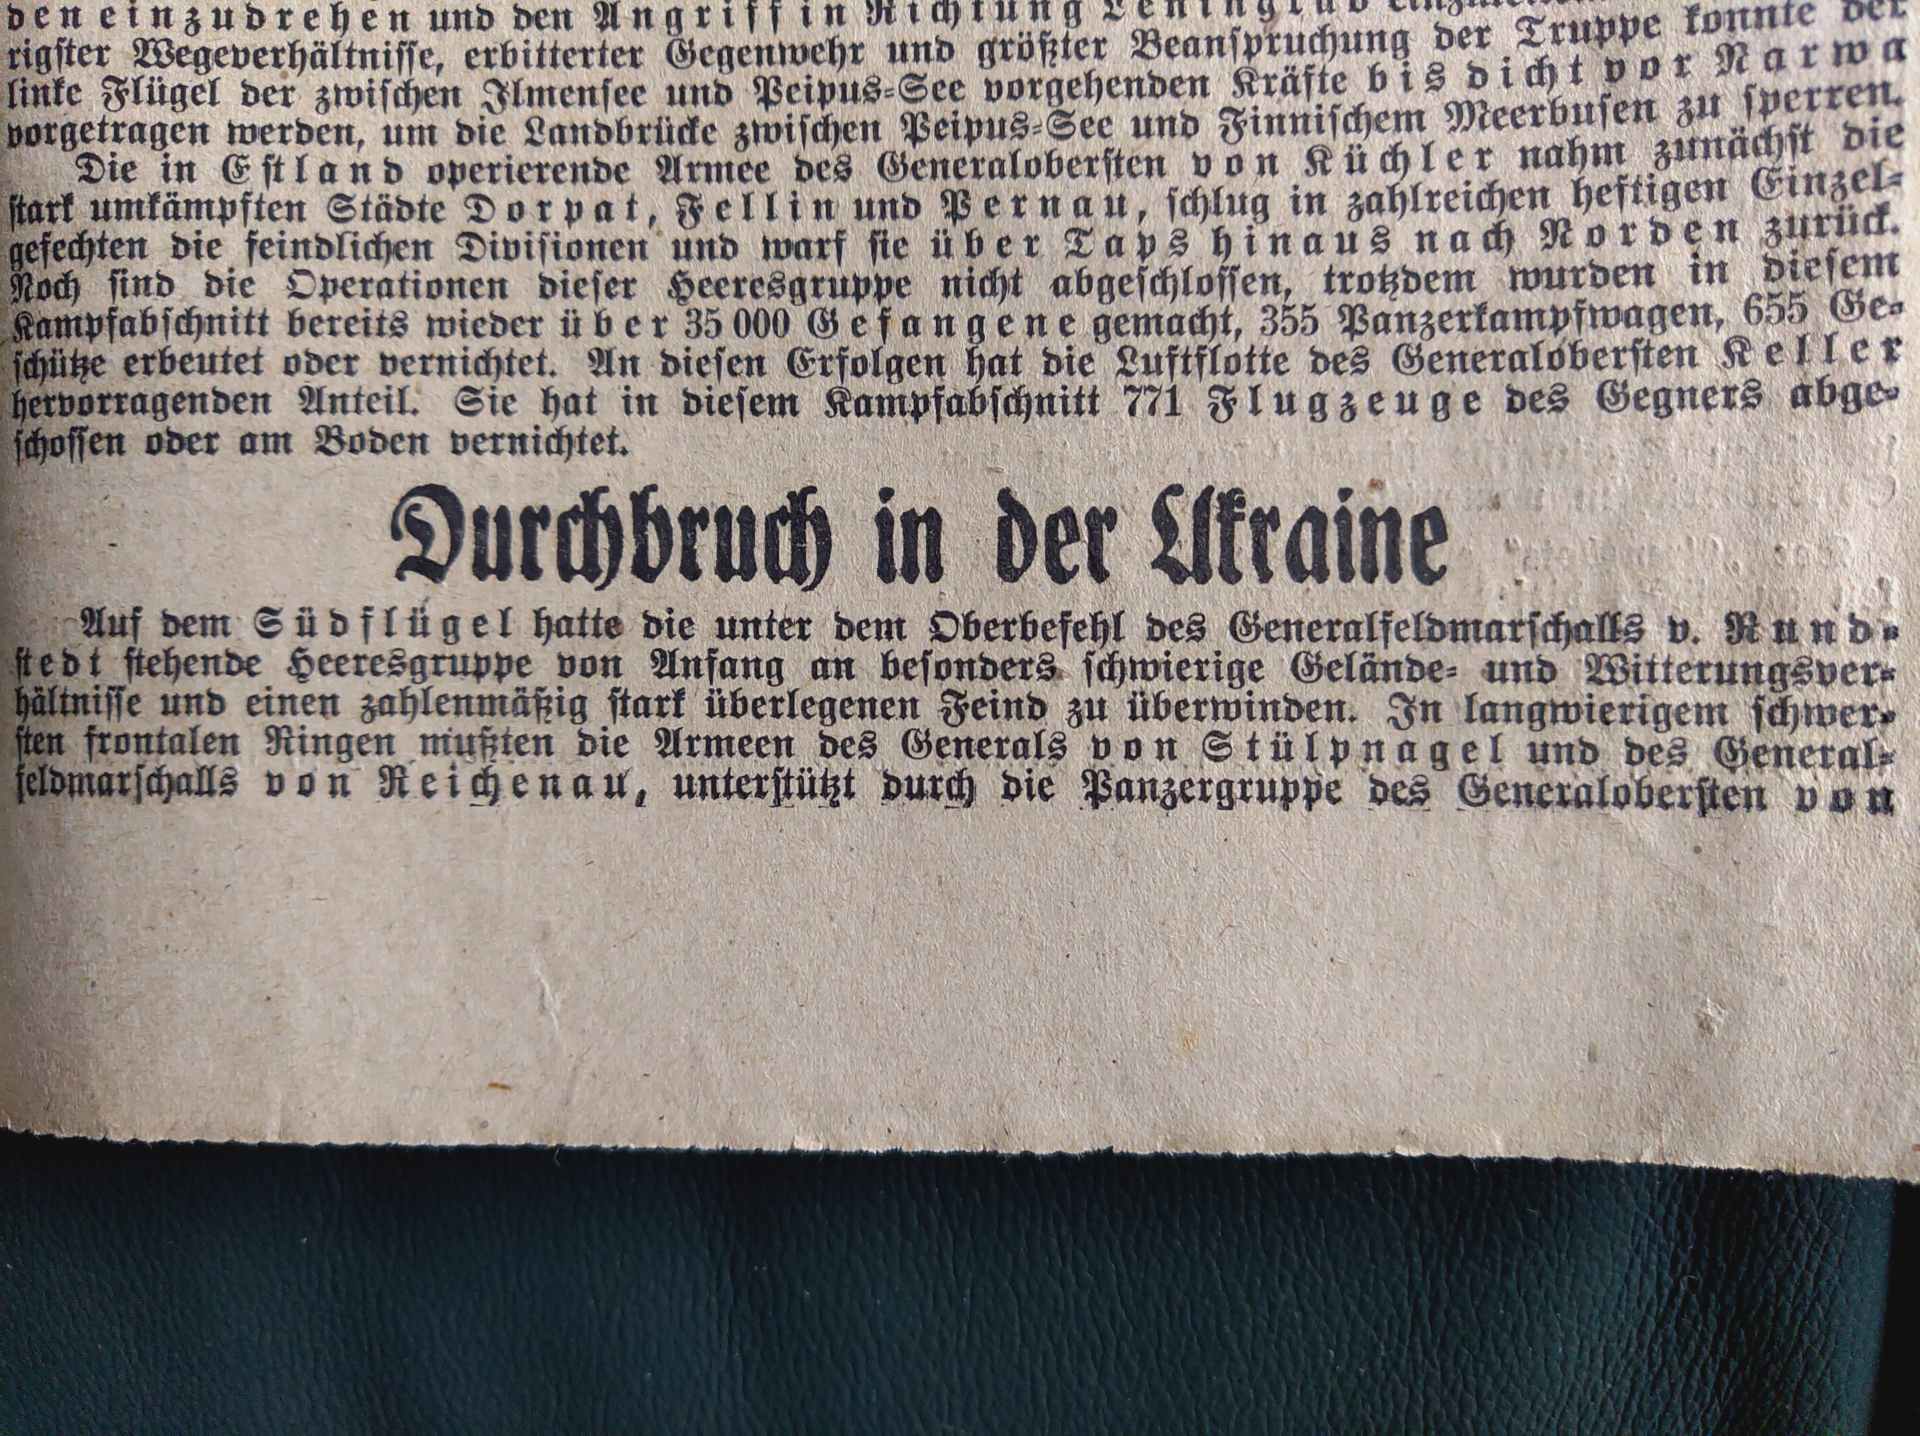 den einzudrehen und den Angriff in Richtung Leningrad
rigster Wegeverhältnisse, erbitterter Gegenwehr und größter Beanspruchung der Truppe konnte der
linke Flügel der zwischen Ilmensee und Peipus-See vorgehenden Kräfte bis dicht vor Narwa
vorgetragen werden, um die Landbrücke zwischen Peipus-See und Finnischem Meerbusen zu sperren.
Die in Estland operierende Armee des Generalobersten von Küchler nahm zunächst die
stark umkämpften Städte Dorpat, Fellin und Pernau, schlug in zahlreichen heftigen Einzel-
gefechten die feindlichen Divisionen und warf sie über Taps hinaus nach Norden zurück.
Noch sind die Operationen dieser Heeresgruppe nicht abgeschlossen, trotzdem wurden in diesem
Kampfabschnitt bereits wieder über 35 000 Gefangene gemacht, 355 Panzerkampfwagen, 655 Ge-
schütze erbeutet oder vernichtet. An diesen Erfolgen hat die Luftflotte des Generalobersten Keller
hervorragenden Anteil. Sie hat in diesem Kampfabschnitt 771 Flugzeuge des Gegners abge-
schossen oder am Boden vernichtet.
Durchbruch in der Ukraine
Auf dem Südflügel hatte die unter dem Oberbefehl des Generalfeldmarschalls v. Rund-
stedt stehende Heeresgruppe von Anfang an besonders schwierige Gelände- und Witterungsver-
hältnisse und einen zahlenmäßig stark überlegenen Feind zu überwinden. In langwierigem schwer-
sten frontalen Ringen mußten die Armeen des Generals von Stülpnagel und des General-
feldmarschalls von Reichenau, unterstützt durch die Panzergruppe des Generalobersten von